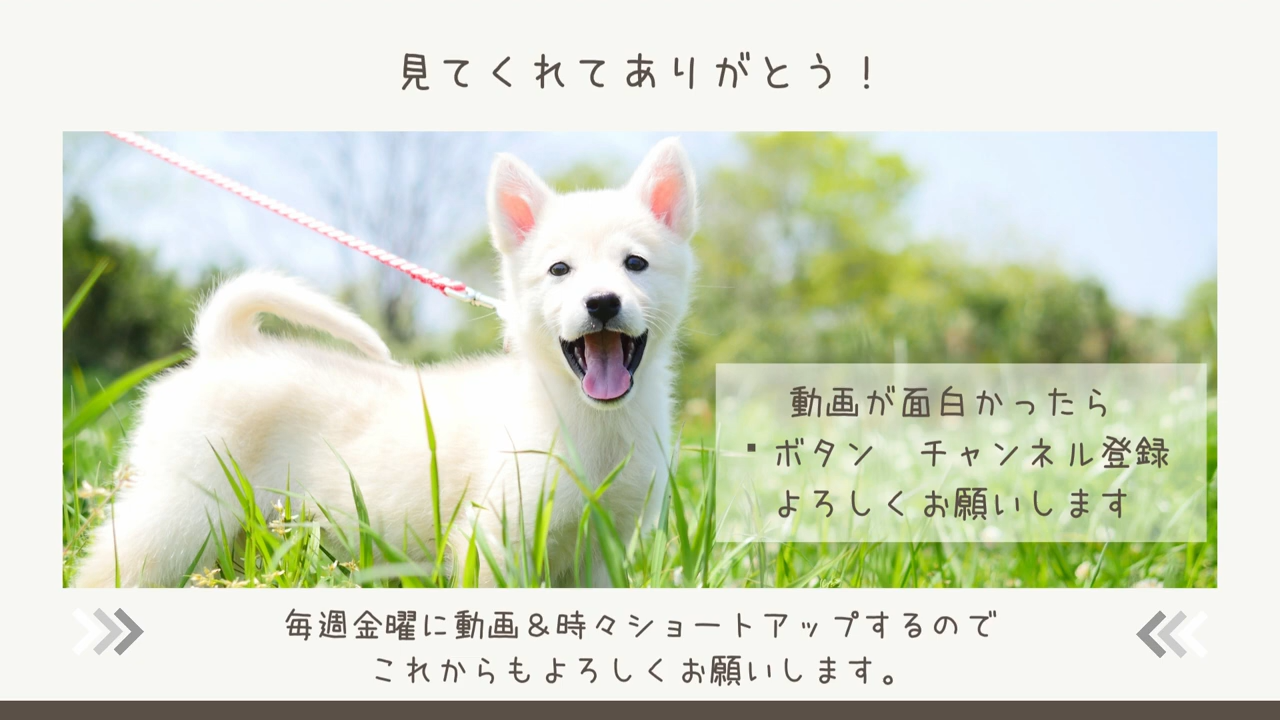 見てくれてありがとう！
動画が面白かったら
▪ボタン　チャンネル登録
よろしくお願いします
毎週金曜に動画＆時々ショートアップするので
これからもよろしくお願いします。